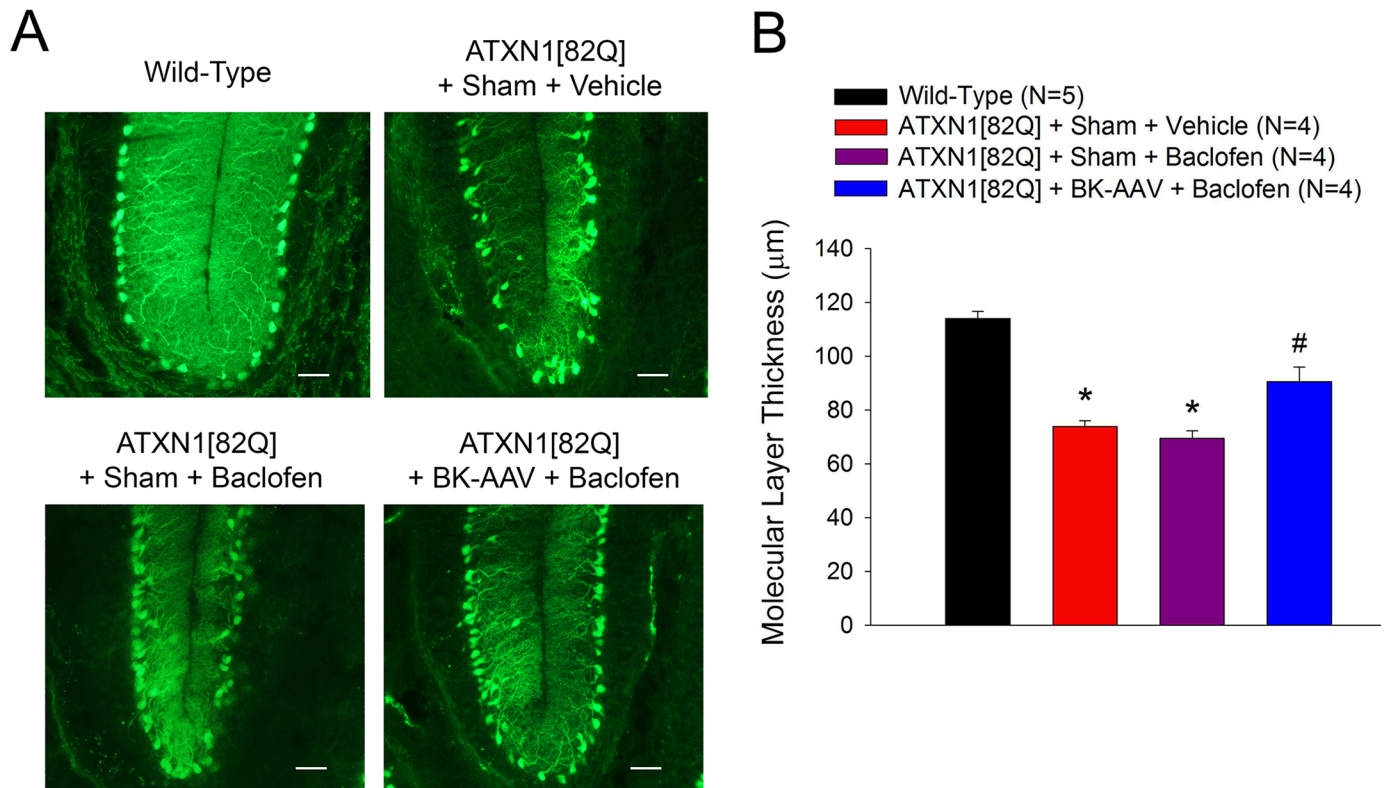 A
Wild-Type
ATXN1[82Q]
+ Sham + Vehicle
ATXN1[82Q]
+ Sham + Baclofen
ATXN1[82Q]
+ BK-AAV + Baclofen
B
Wild-Type (N=5)
ATXN1[82Q] + Sham + Vehicle (N=4)
ATXN1[82Q] + Sham + Baclofen (N=4)
ATXN1[82Q] + BK-AAV + Baclofen (N=4)
Molecular Layer Thickness (μm)
140
120
100
80
60
40
20
0
*
*
#